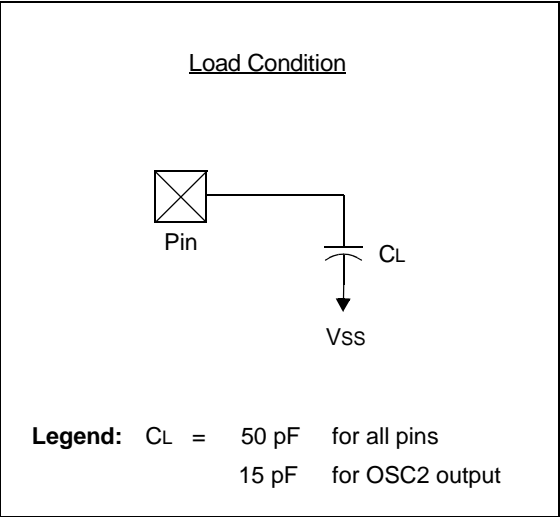 Load Condition
Pin
CL
VSS
Legend: CL = 50 pF for all pins
15 pF for OSC2 output